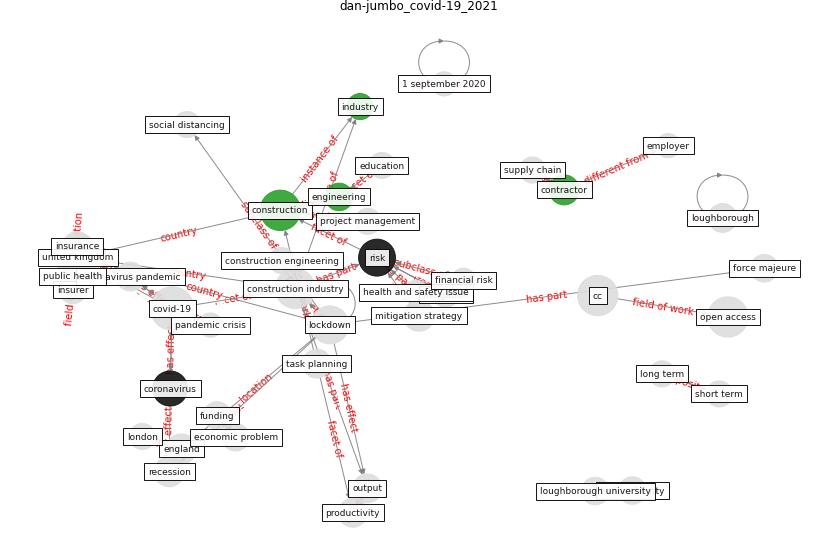 dan-jumbo_covid-19_2021
1 september 2020
industry
social distancing
employer
education
supply chain
different from
instance of
contractor
engineering
construction
project management
loughborough
country
facet of
insurance
united kingdom
construction engineering
risk
force majeure
public health
avirus pandemic
has part
subclass
financial risk
insurer
construction industry
health and safety issue
cc
country
has part
field of work
open access
covid-19
pandemic crisis
lockdown
mitigation strategy
task planning
long term
short term
coronavirus
location
has effect
funding
london
economic problem
england
effect
facet of
recession
output
loughborough university
productivity
field